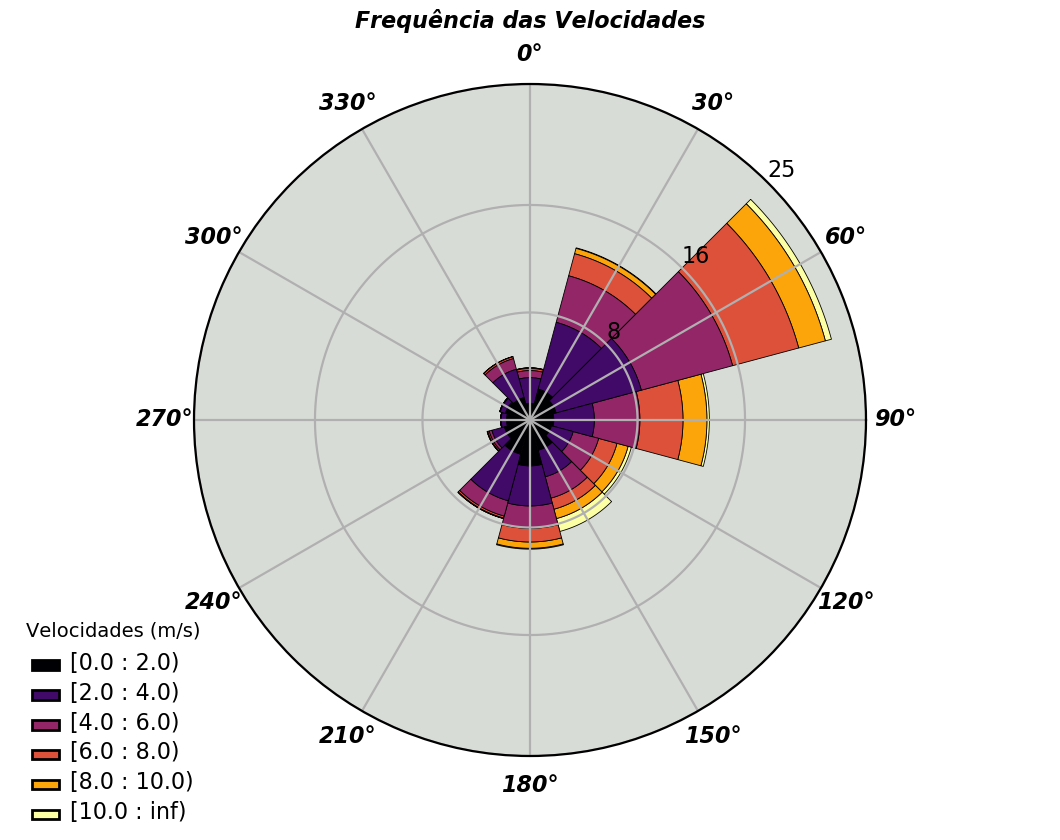 Frequência das Velocidades
0°
330°
30°
25
300°
60°
16
8
270°
90°
240°
120°
210°
150°
180°
Velocidades (m/s)
[0.0 : 2.0)
[2.0 : 4.0)
[4.0 : 6.0)
[6.0 : 8.0)
[8.0 : 10.0)
[10.0 : inf)